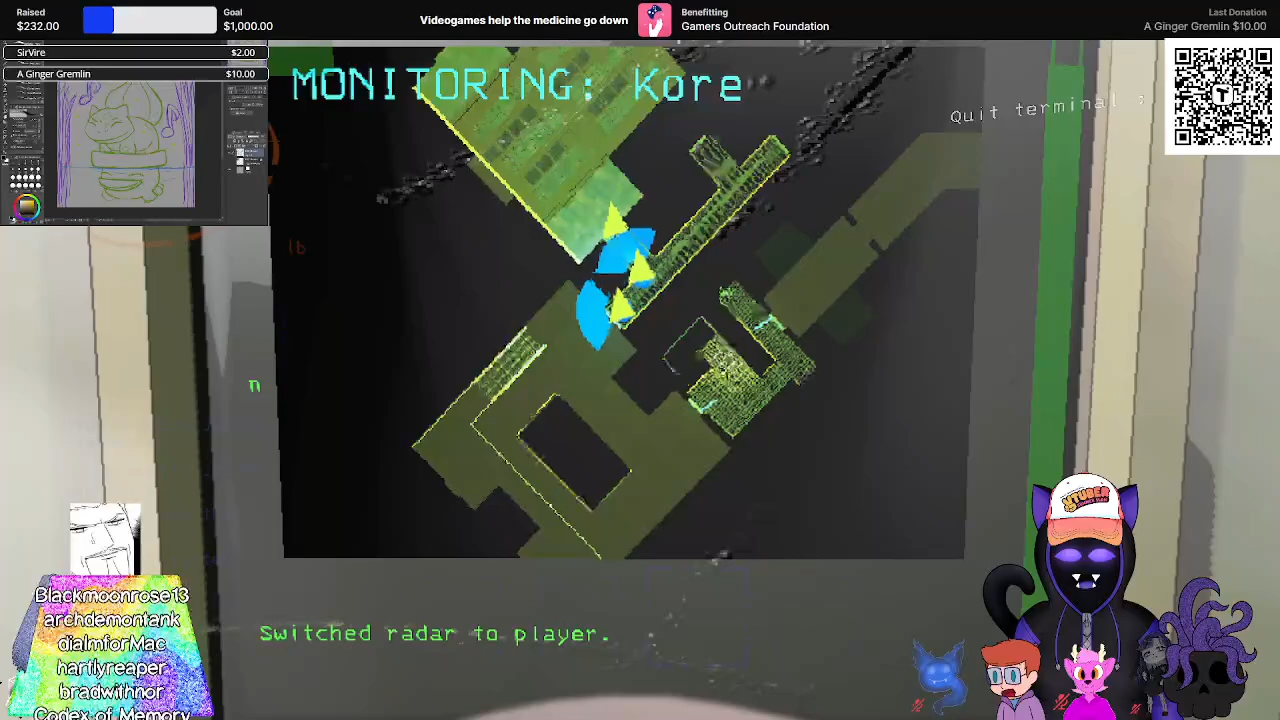 Raised
$232.00
Goal
$1,000.00
Videogames help the medicine go down
Benefitting
Gamers Outreach Foundation
Last Donation
A Ginger Gremlin $10.00
SirVire $2.00
A Ginger Gremlin $10.00
MONITORING: Kore
Quit terminal :
lb
n
Switched radar to player.
Blackmoonrose13
archdemontank
dialmforMac
hartlyreaper
bradwithnor
Codex of Memory
VTUBER